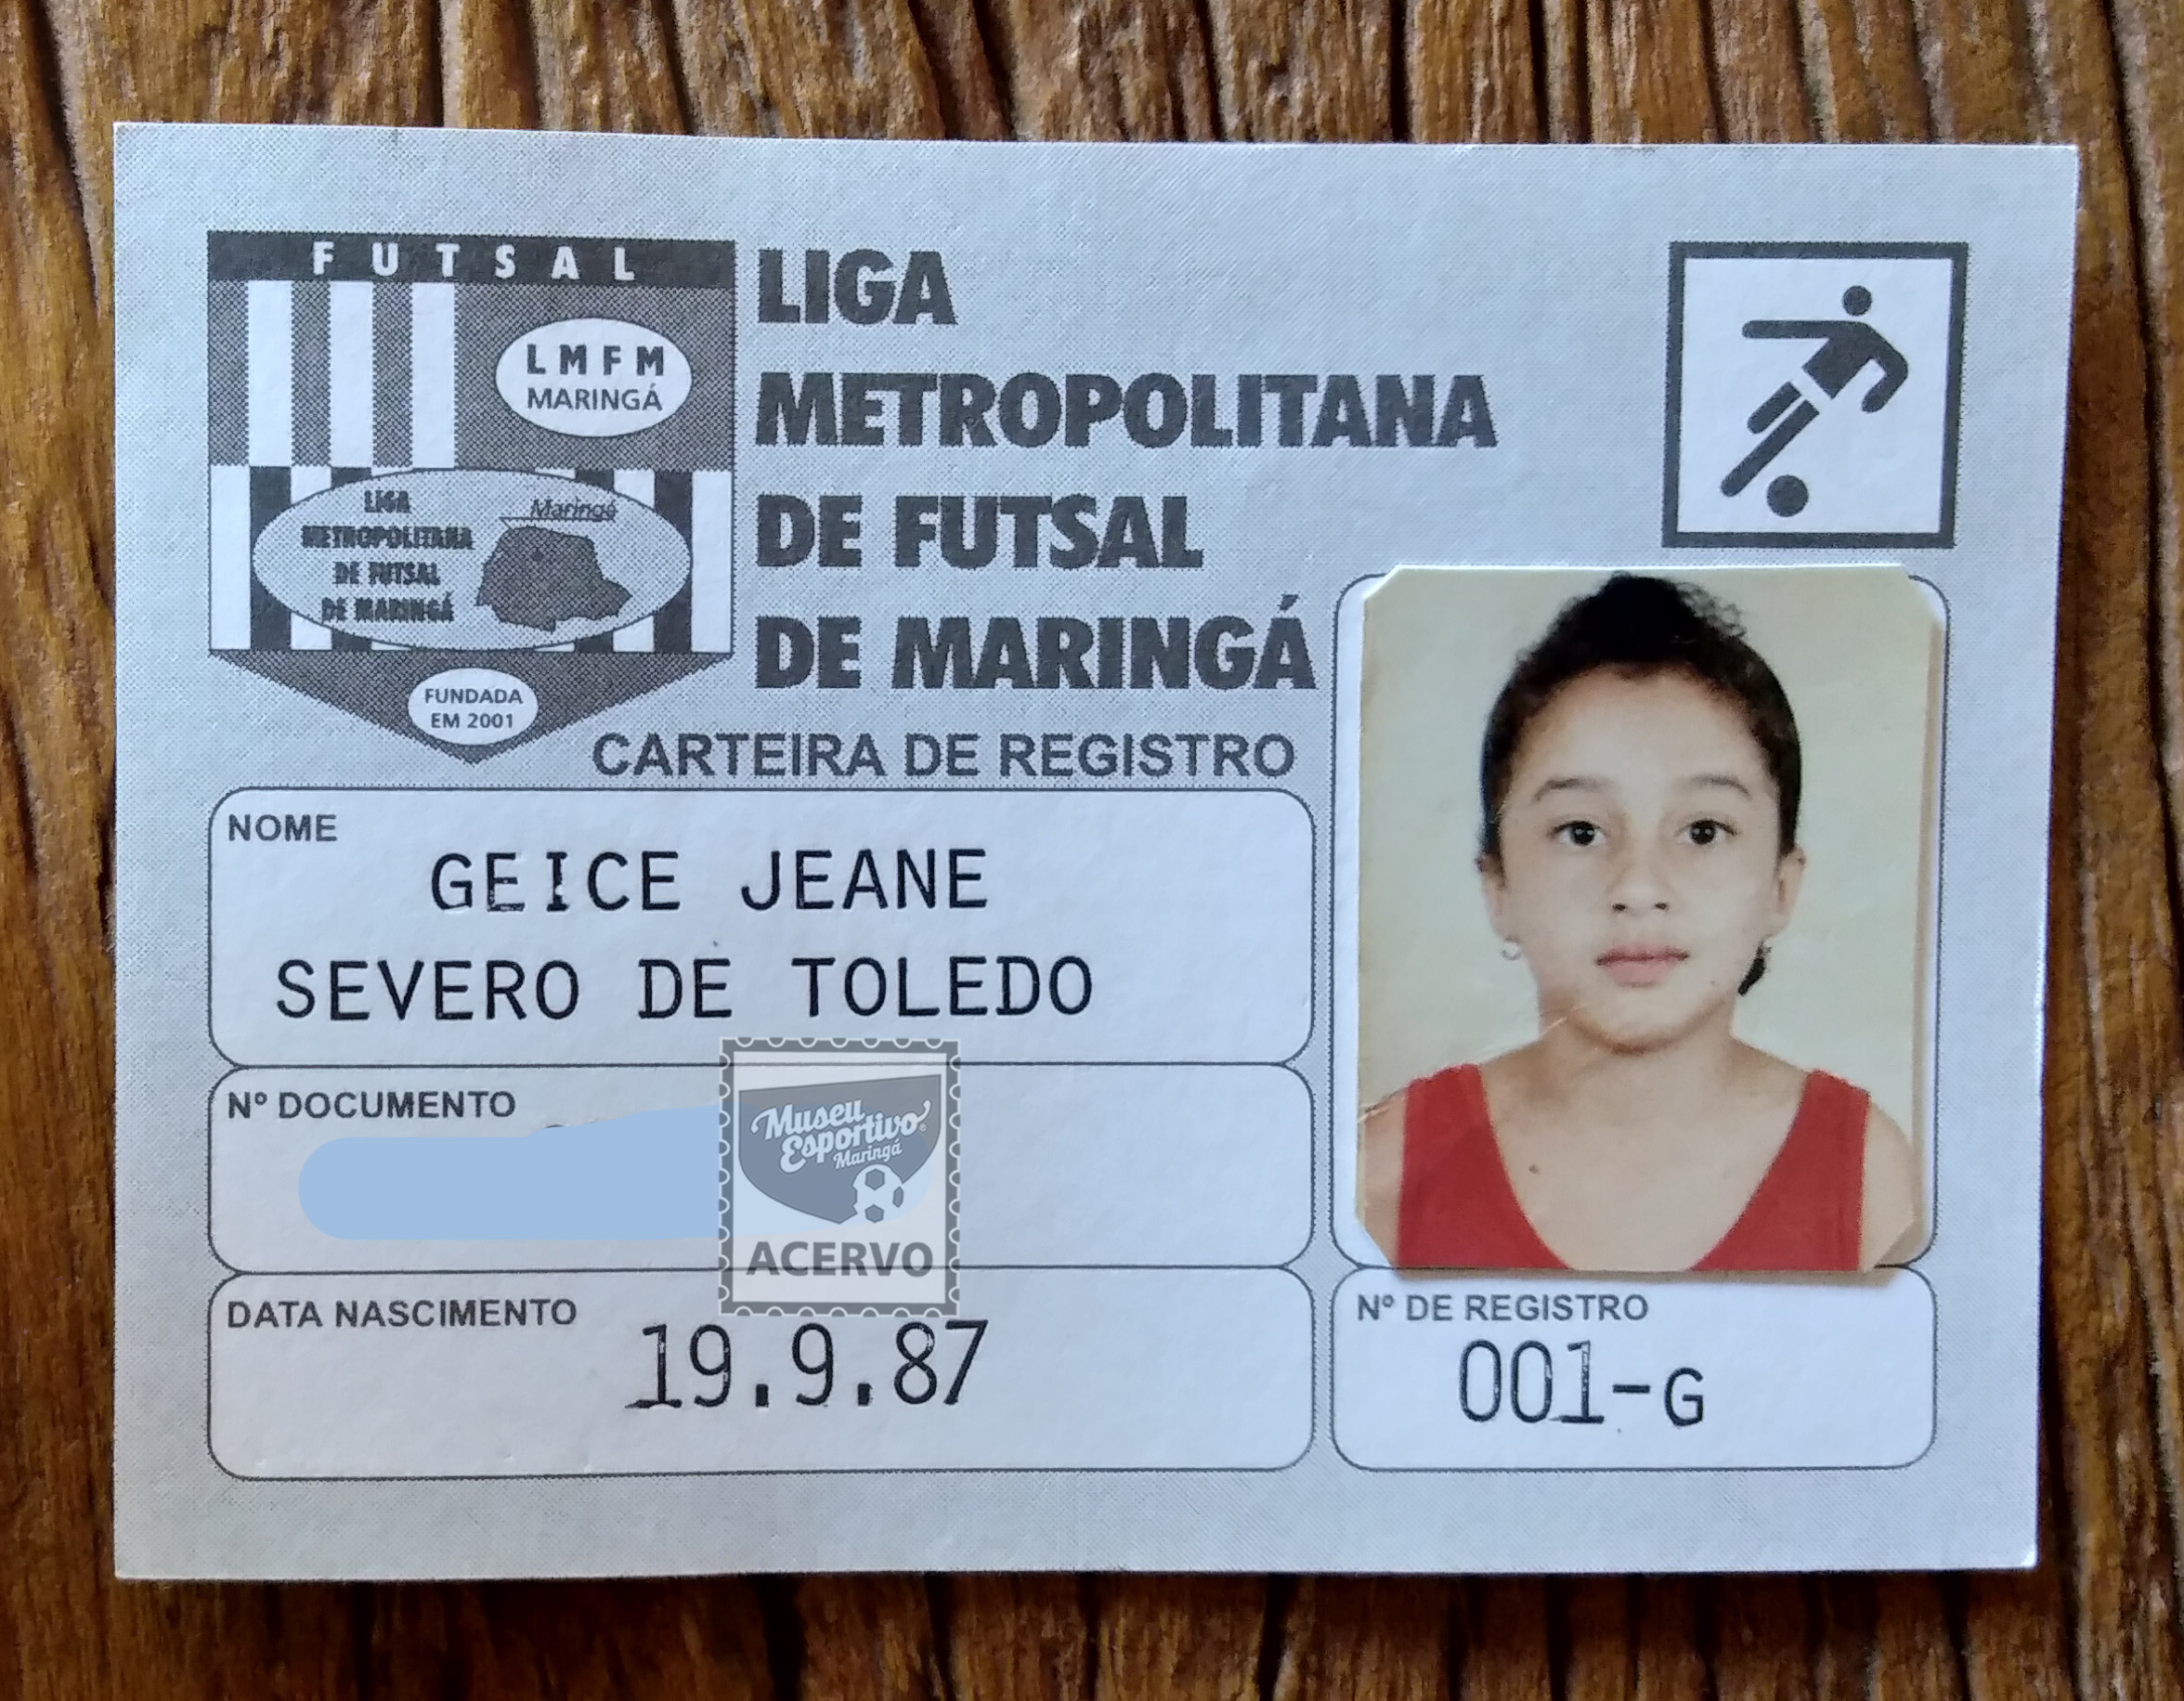 FUTSAL
LMFM
MARINGÁ
LIGA
METROPOLITANA
DE FUTSAL
DE MARINGÁ
Maringá
FUNDADA
EM 2001
LIGA
METROPOLITANA
DE FUTSAL
DE MARINGÁ
CARTEIRA DE REGISTRO
NOME
GEICE JEANE
SEVERO DE TOLEDO
Nº DOCUMENTO
Museu
Esportivo
Maringá
ACERVO
DATA NASCIMENTO
19.9.87
Nº DE REGISTRO
001-G